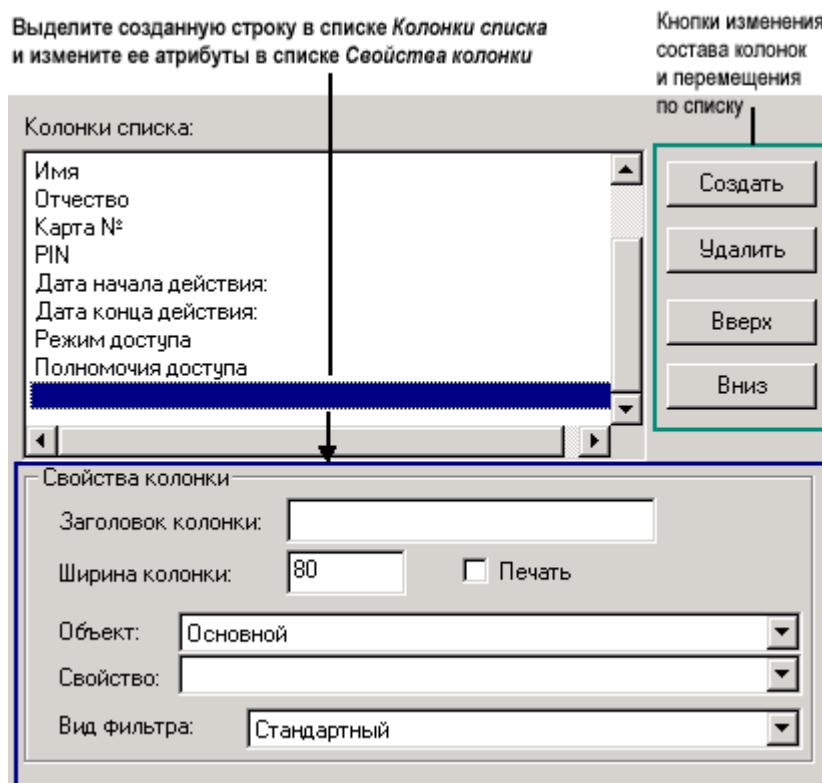 Выделите созданную строку в списке Колонки списка
и измените ее атрибуты в списке Свойства колонки
Кнопки изменения
состава колонок
и перемещения
по списку
Колонки списка:
Имя
Отчество
Карта №
PIN
Дата начала действия:
Дата конца действия:
Режим доступа
Полномочия доступа
Создать
Удалить
Вверх
Вниз
Свойства колонки
Заголовок колонки:
Ширина колонки: 80 Печать
Объект: Основной
Свойство:
Вид фильтра: Стандартный